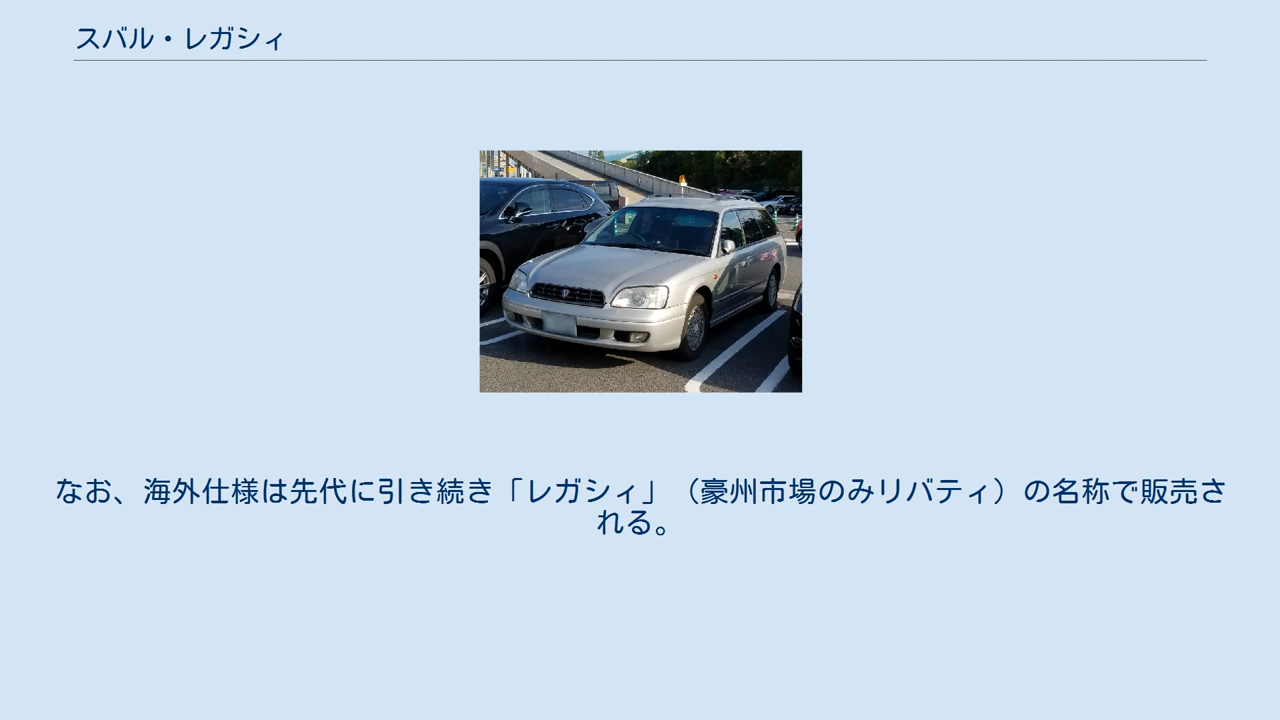 スバル・レガシィ
なお、海外仕様は先代に引き続き「レガシィ」（豪州市場のみリバティ）の名称で販売さ
れる。